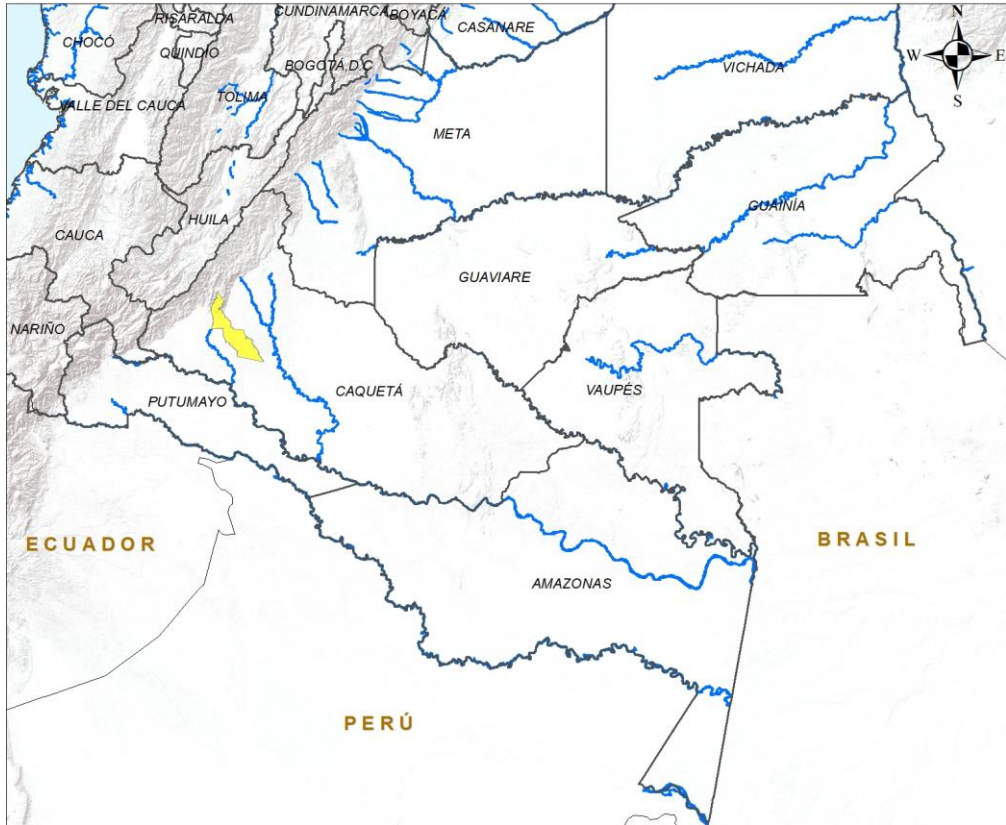 CUNDINAMARCA
BOYACÁ
RISARALDA
CASANARE
N
CHOCÓ
QUINDÍO
BOGOTÁ D.C
W
E
VICHADA
VALLE DEL CAUCA
TOLIMA
S
META
GUAINÍA
HUILA
CAUCA
GUAVIARE
NARIÑO
CAQUETÁ
VAUPÉS
PUTUMAYO
ECUADOR
BRASIL
AMAZONAS
PERÚ